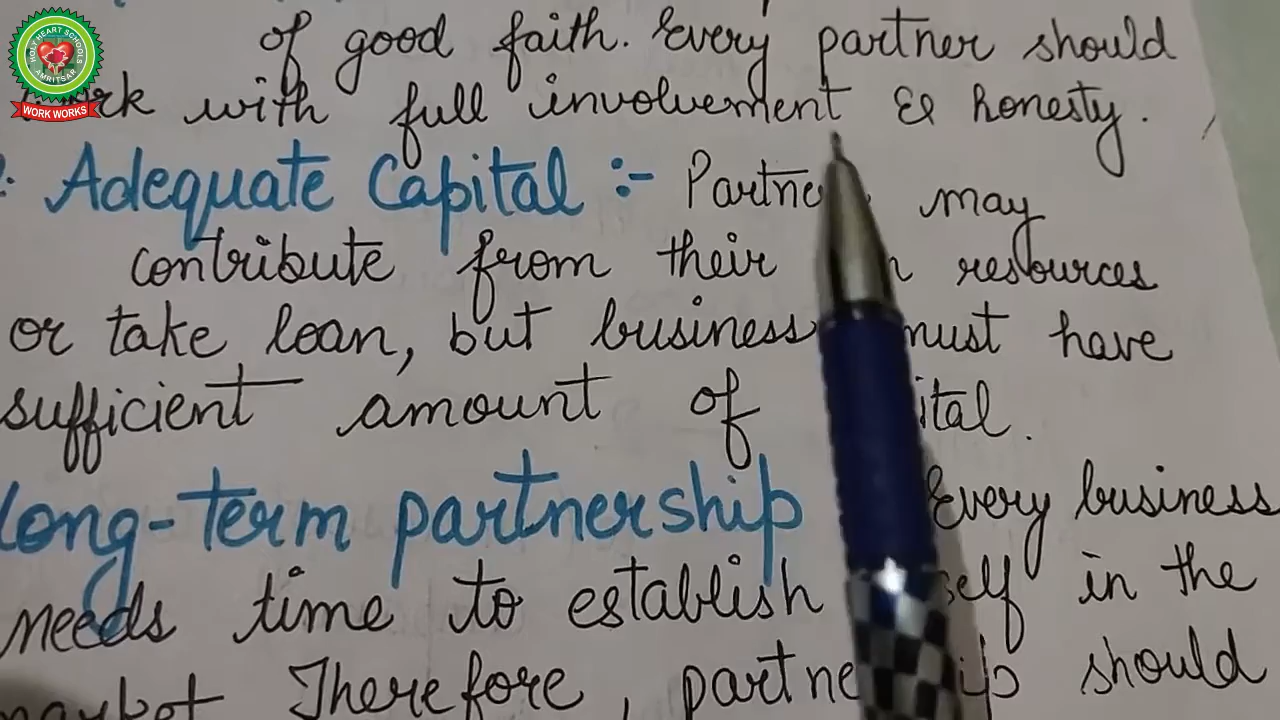 HOLY HEART SCHOOLS
AMRITSAR
WORK WORKS
of good faith. Every partner should
with full involvement & honesty.
Adequate Capital :- may
contribute from their resources
or take loan, but business must have
sufficient amount of
long-term partnership Every business
needs time to establish in the
Therefore, should